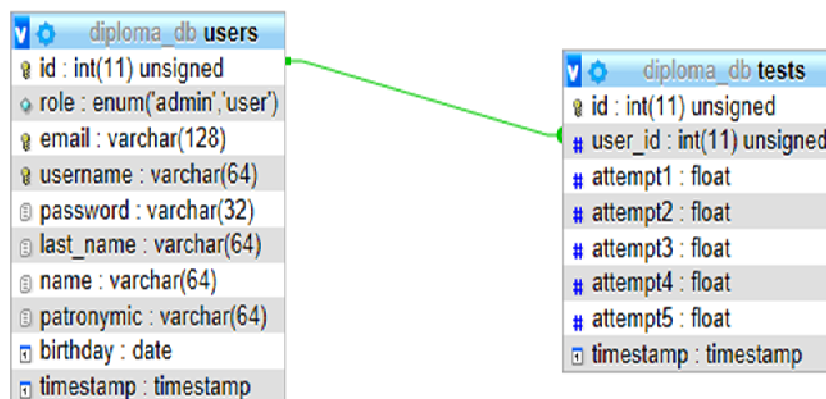 diploma_db users
id : int(11) unsigned
role : enum('admin','user')
email : varchar(128)
username : varchar(64)
password : varchar(32)
last_name : varchar(64)
name : varchar(64)
patronymic : varchar(64)
birthday : date
timestamp : timestamp
diploma_db tests
id : int(11) unsigned
user_id : int(11) unsigned
attempt1 : float
attempt2 : float
attempt3 : float
attempt4 : float
attempt5 : float
timestamp : timestamp